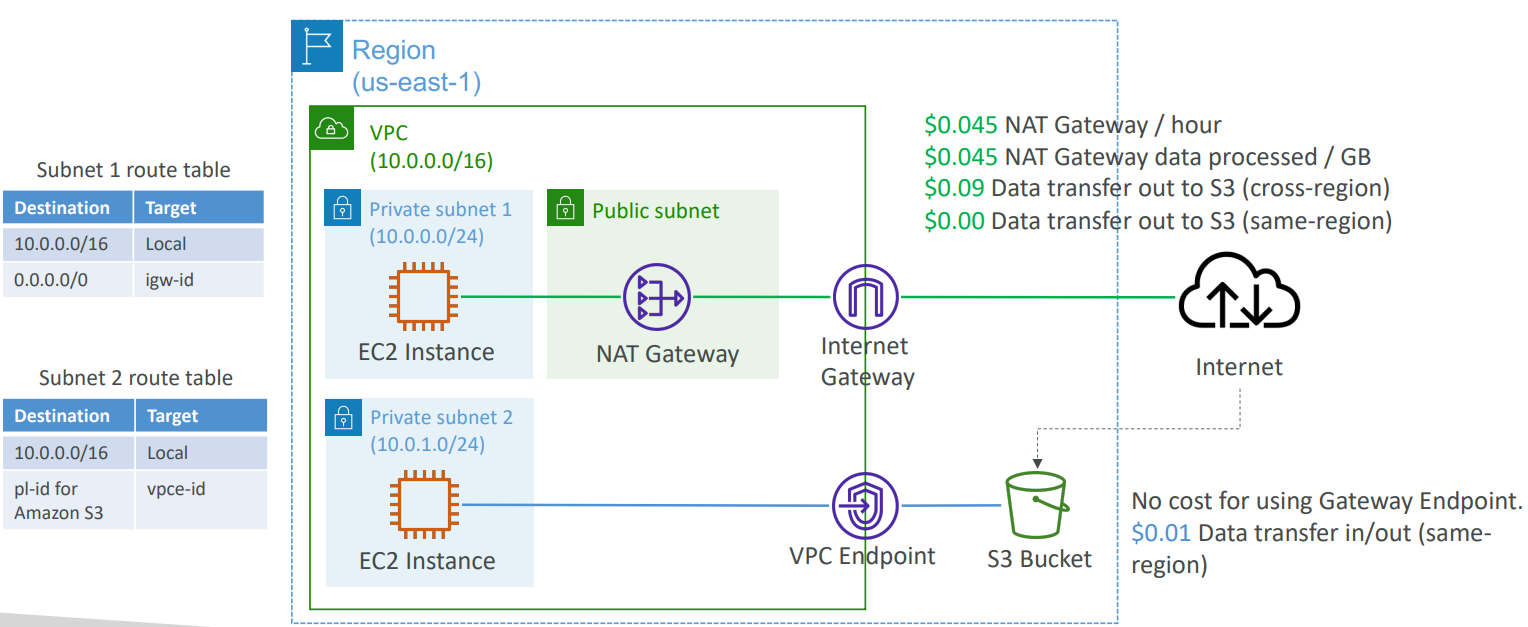 Region
(us-east-1)
VPC
(10.0.0.0/16)
$0.045 NAT Gateway / hour
$0.045 NAT Gateway data processed / GB
$0.09 Data transfer out to S3 (cross-region)
$0.00 Data transfer out to S3 (same-region)
Subnet 1 route table
Destination Target
10.0.0.0/16 Local
0.0.0.0/0 igw-id
Private subnet 1
(10.0.0.0/24)
Public subnet
EC2 Instance
NAT Gateway
Internet
Gateway
Internet
Subnet 2 route table
Destination Target
10.0.0.0/16 Local
pl-id for vpce-id
Amazon S3
Private subnet 2
(10.0.1.0/24)
EC2 Instance
VPC Endpoint
S3 Bucket
No cost for using Gateway Endpoint.
$0.01 Data transfer in/out (same-
region)